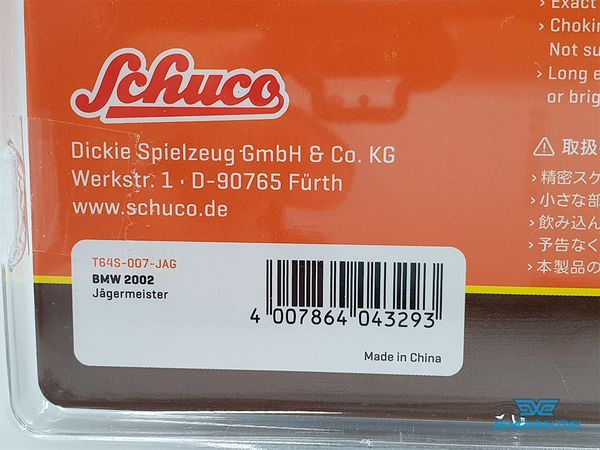 Schuco
Dickie Spielzeug GmbH & Co. KG
Werkstr. 1 · D-90765 Fürth
www.schuco.de
T64S-007-JAG
BMW 2002
Jägermeister
4 007864 043293
Made in China
› Exact
› Chokin
Not su
› Long e
or brig
⚠ 取扱
› 精密スケ
› 小さな部
› 飲み込ん
› 予告なく
› 本製品の